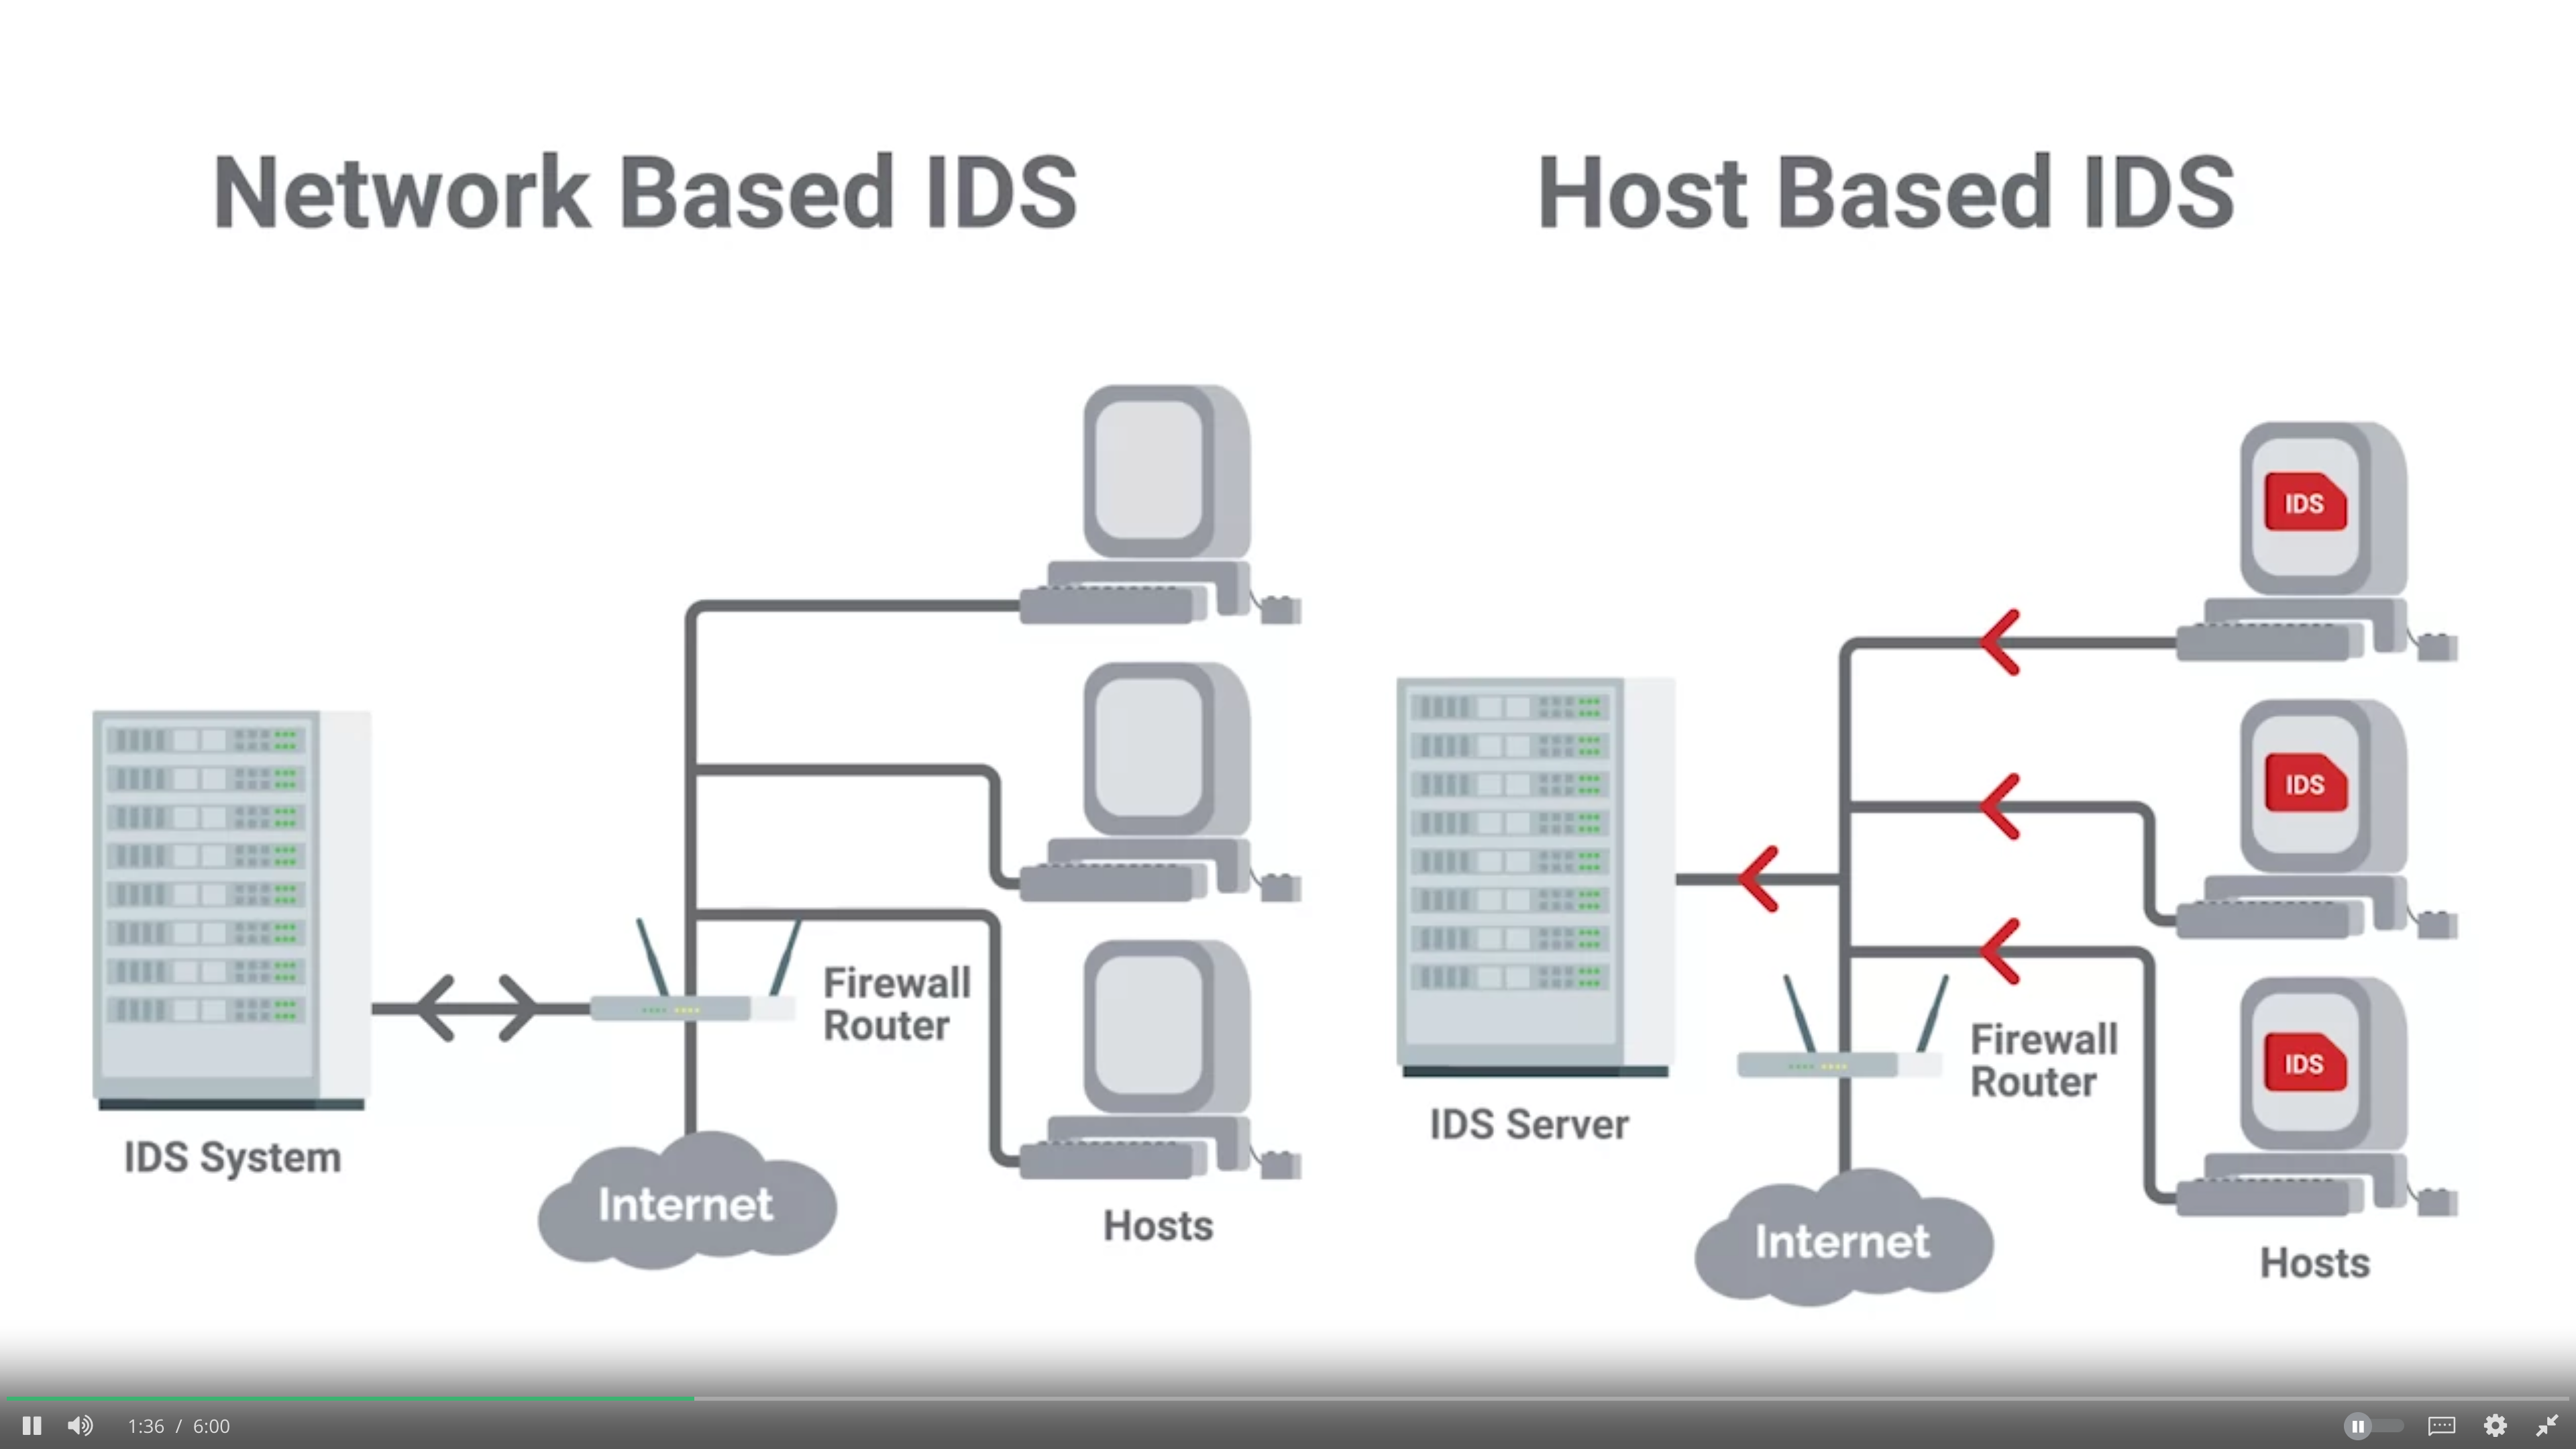 Network Based IDS
Firewall
Router
IDS System
Internet
Hosts
Host Based IDS
IDS
IDS
IDS
Firewall
Router
IDS Server
Internet
Hosts
1:36 / 6:00